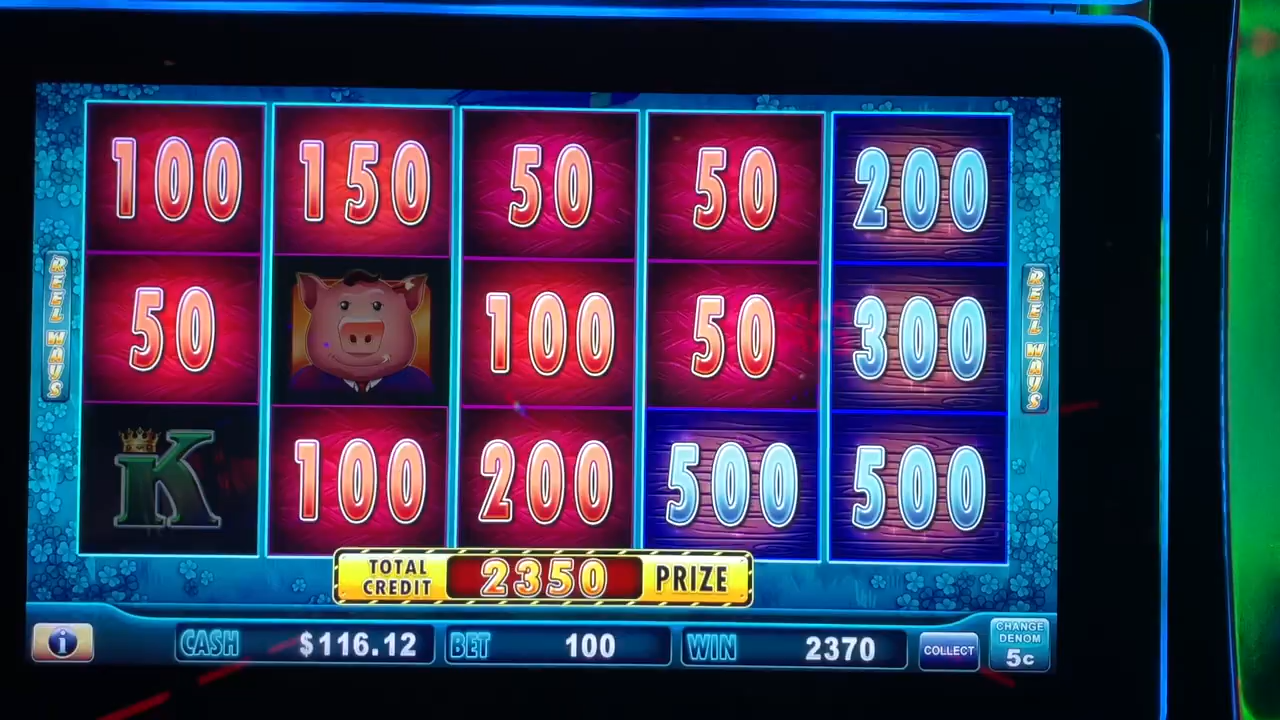 100 150 50 50 200
REEL WAYS
50 100 50 300
REEL WAYS
K 100 200 500 500
TOTAL CREDIT 2350 PRIZE
i CASH $116.12 BET 100 WIN 2370 COLLECT
CHANGE
DENOM
5c